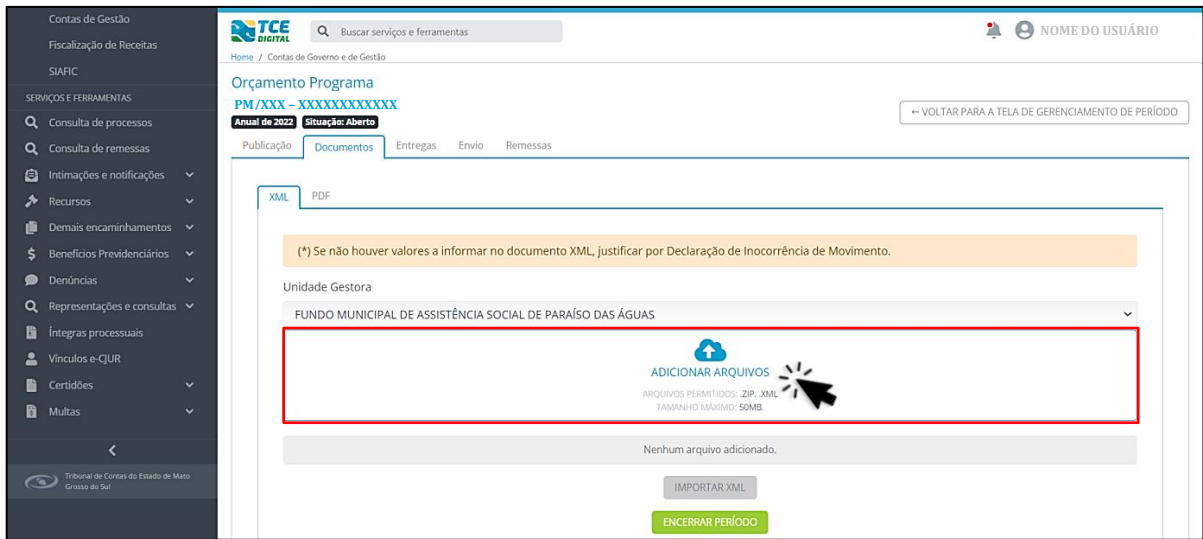 Contas de Gestão
Fiscalização de Receitas
SIAFIC
SERVIÇOS E FERRAMENTAS
Consulta de processos
Consulta de remessas
Intimações e notificações
Recursos
Demais encaminhamentos
Benefícios Previdenciários
Denúncias
Representações e consultas
Íntegras processuais
Vínculos e-CJUR
Certidões
Multas
Tribunal de Contas do Estado de Mato
Grosso do Sul
TCE
DIGITAL
Buscar serviços e ferramentas
NOME DO USUÁRIO
Home / Contas de Governo e de Gestão
Orçamento Programa
PM/XXX – XXXXXXXXXXXX
Anual de 2022 Situação: Aberto
← VOLTAR PARA A TELA DE GERENCIAMENTO DE PERÍODO
Publicação Documentos Entregas Envio Remessas
XML PDF
(*) Se não houver valores a informar no documento XML, justificar por Declaração de Inocorrência de Movimento.
Unidade Gestora
FUNDO MUNICIPAL DE ASSISTÊNCIA SOCIAL DE PARAÍSO DAS ÁGUAS
ADICIONAR ARQUIVOS
ARQUIVOS PERMITIDOS: .ZIP, .XML
TAMANHO MÁXIMO: 50MB
Nenhum arquivo adicionado.
IMPORTAR XML
ENCERRAR PERÍODO